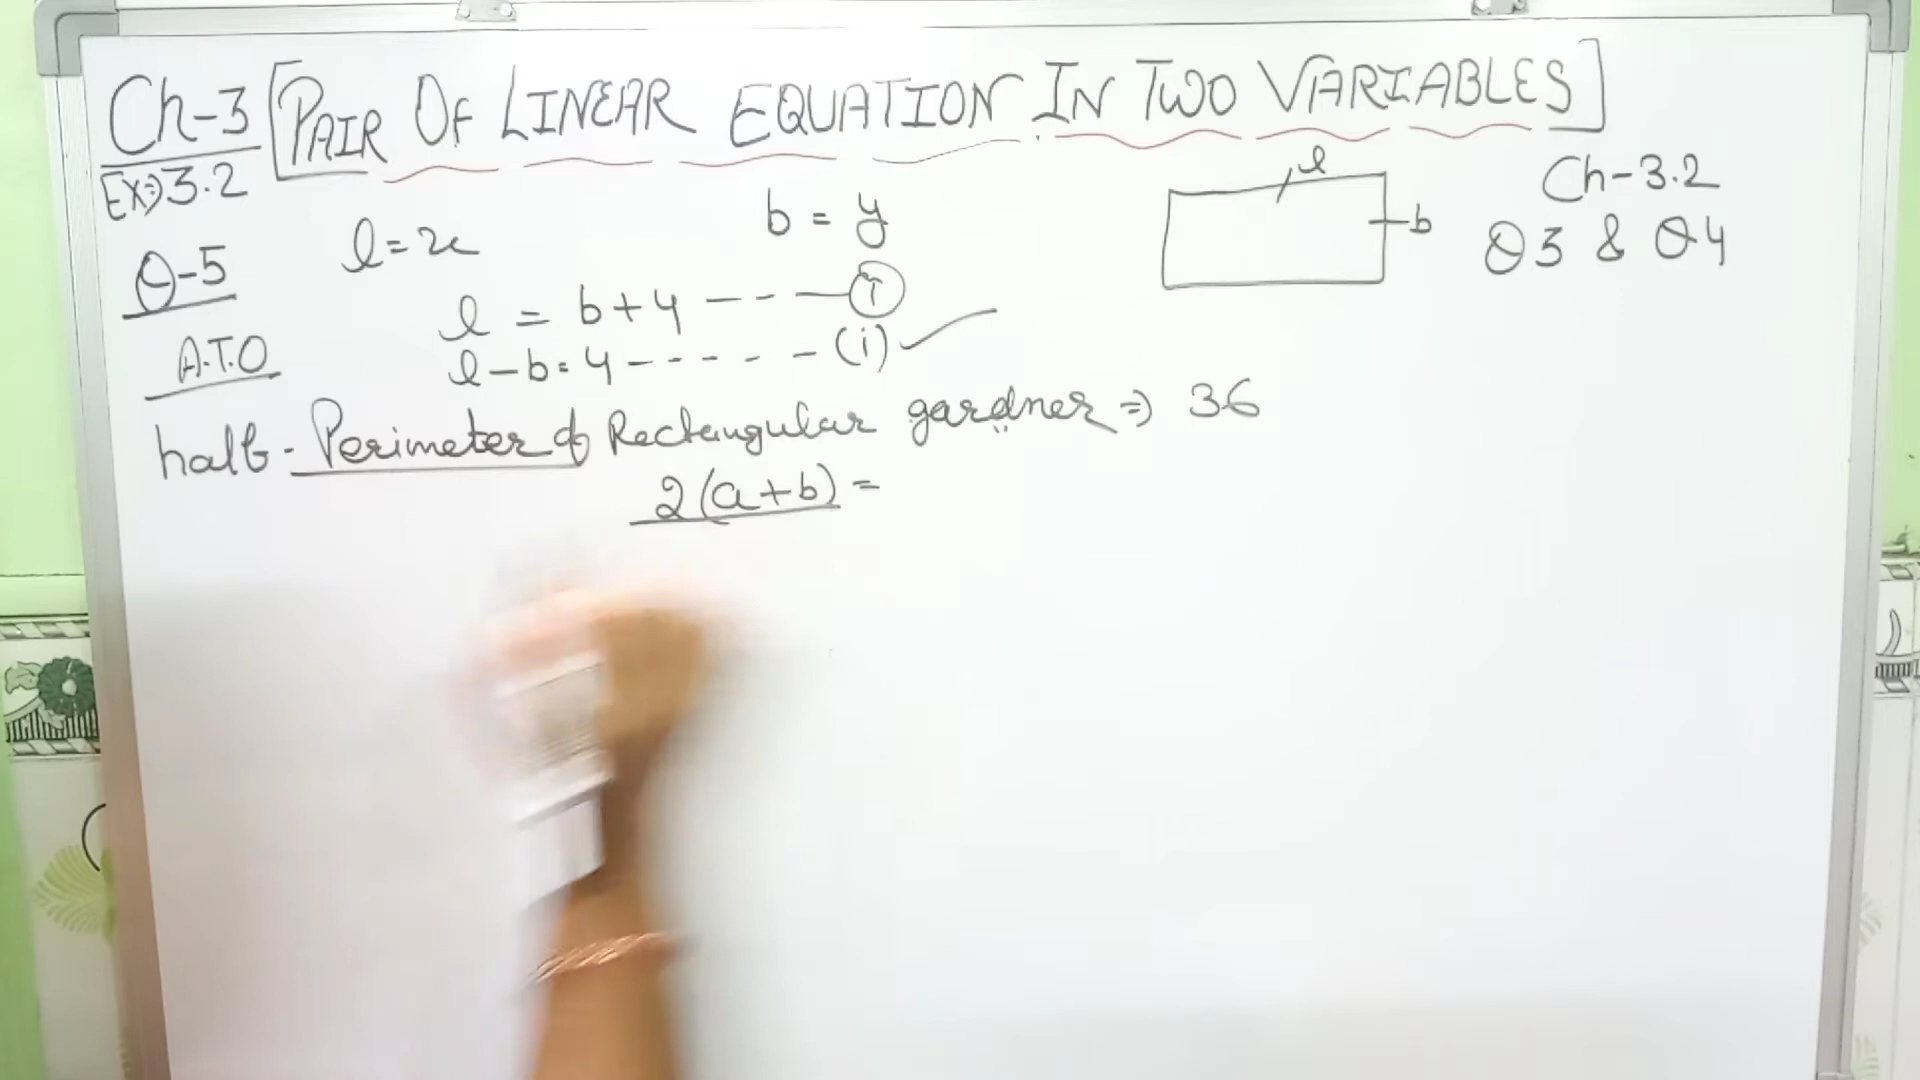 Ch-3 [PAIR OF LINEAR EQUATION IN TWO VARIABLES]
Ex⇒3.2
Ch-3.2
Q3 & Q4
l
b
Q-5
l = x
b = y
l = b+4 ----- (i)
A.T.Q
l-b=4 ------ (i) ✓
half-Perimeter of Rectangular gardner ⇒ 36
2(a+b) =